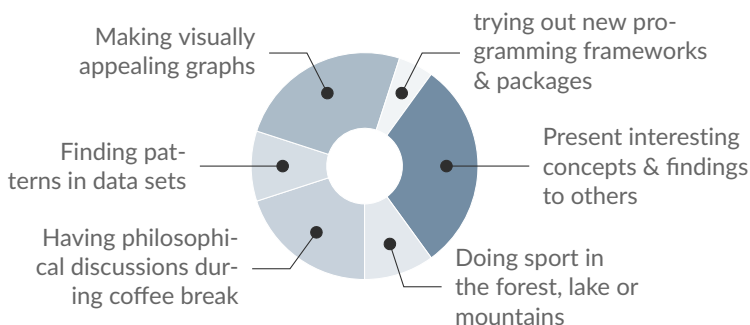 Making visually
appealing graphs
trying out new pro-
gramming frameworks
& packages
Finding pat-
terns in data sets
Present interesting
concepts & findings
to others
Having philosophi-
cal discussions dur-
ing coffee break
Doing sport in
the forest, lake or
mountains